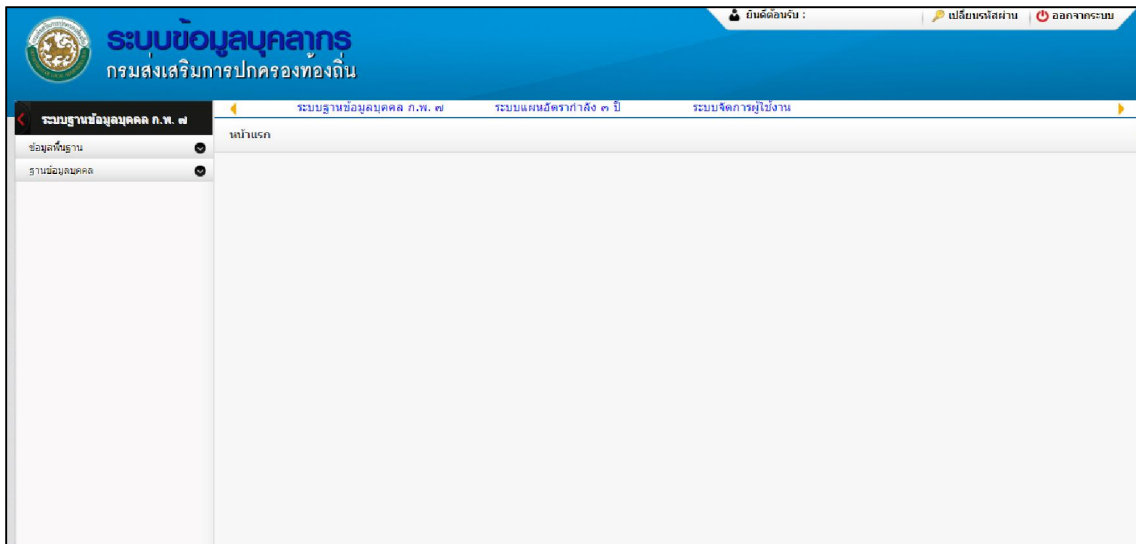 ยินดีต้อนรับ : เปลี่ยนรหัสผ่าน ออกจากระบบ
ระบบข้อมูลบุคลากร
กรมส่งเสริมการปกครองท้องถิ่น
ระบบฐานข้อมูลบุคคล ก.พ. ๗ ระบบแผนอัตรากำลัง ๓ ปี ระบบจัดการผู้ใช้งาน
ระบบฐานข้อมูลบุคคล ก.พ. ๗
หน้าแรก
ข้อมูลพื้นฐาน
ฐานข้อมูลบุคคล